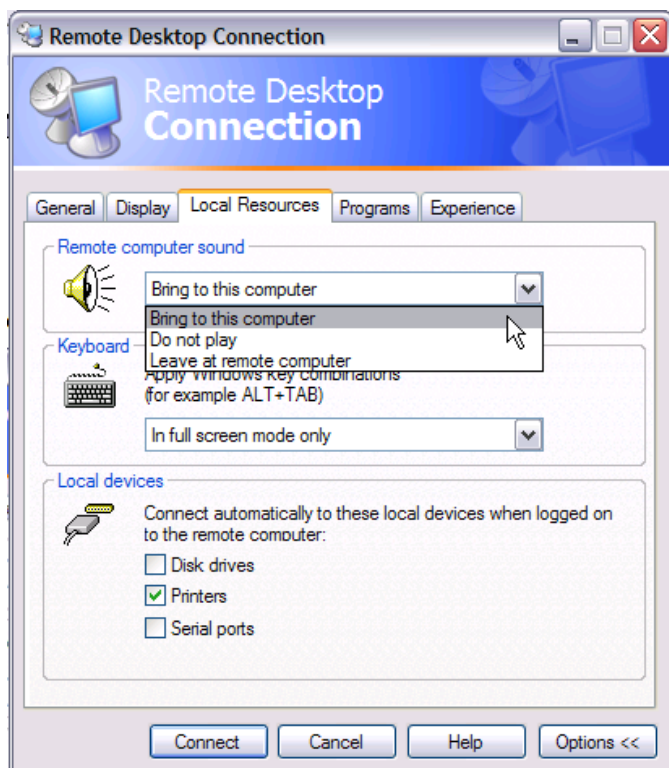 Remote Desktop Connection
Remote Desktop
Connection
General Display Local Resources Programs Experience
Remote computer sound
Bring to this computer
Bring to this computer
Do not play
Leave at remote computer
Keyboard
Apply Windows key combinations
(for example ALT+TAB)
In full screen mode only
Local devices
Connect automatically to these local devices when logged on
to the remote computer:
Disk drives
Printers
Serial ports
Connect Cancel Help Options <<